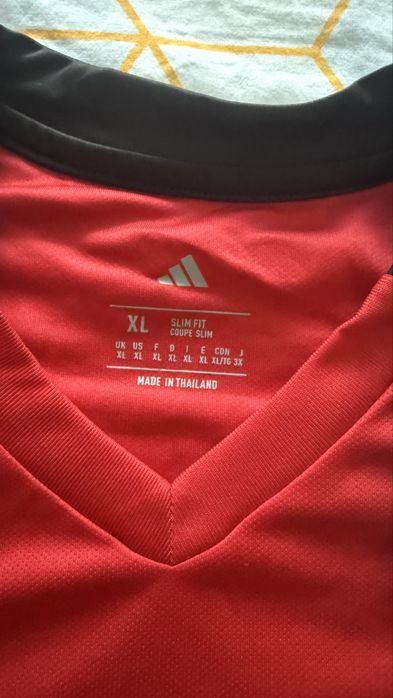 XL SLIM FIT
COUPE SLIM
UK US F D I E CDN J
XL XL XL XL XL XL XL/TG 3X
MADE IN THAILAND